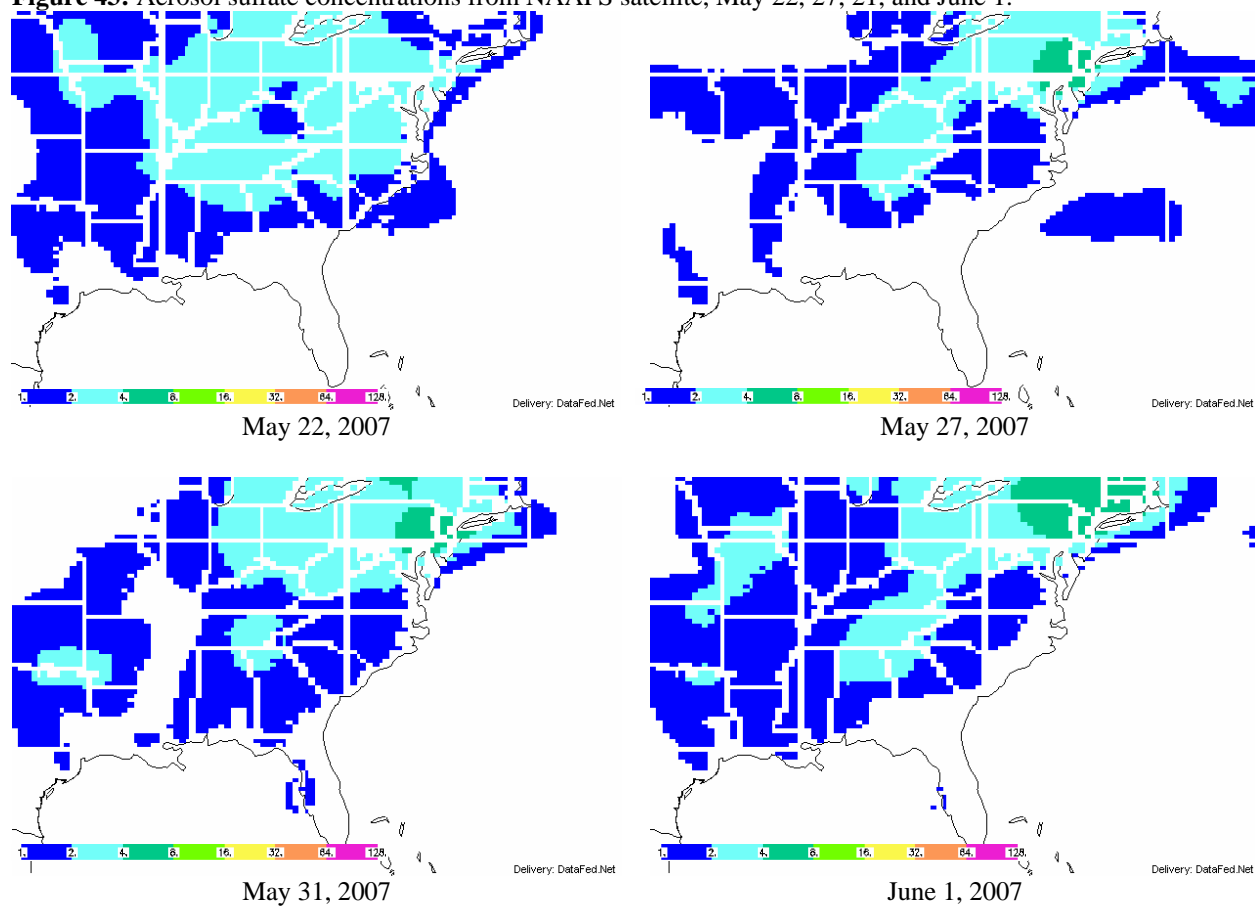 Figure 43: Aerosol sulfate concentrations from NAAPS satellite, May 22, 27, 21, and June 1.
1. 2. 4. 8. 16. 32. 64. 128.
Delivery: DataFed.Net
May 22, 2007
1. 2. 4. 8. 16. 32. 64. 128.
Delivery: DataFed.Net
May 27, 2007
1. 2. 4. 8. 16. 32. 64. 128.
Delivery: DataFed.Net
May 31, 2007
1. 2. 4. 8. 16. 32. 64. 128.
Delivery: DataFed.Net
June 1, 2007